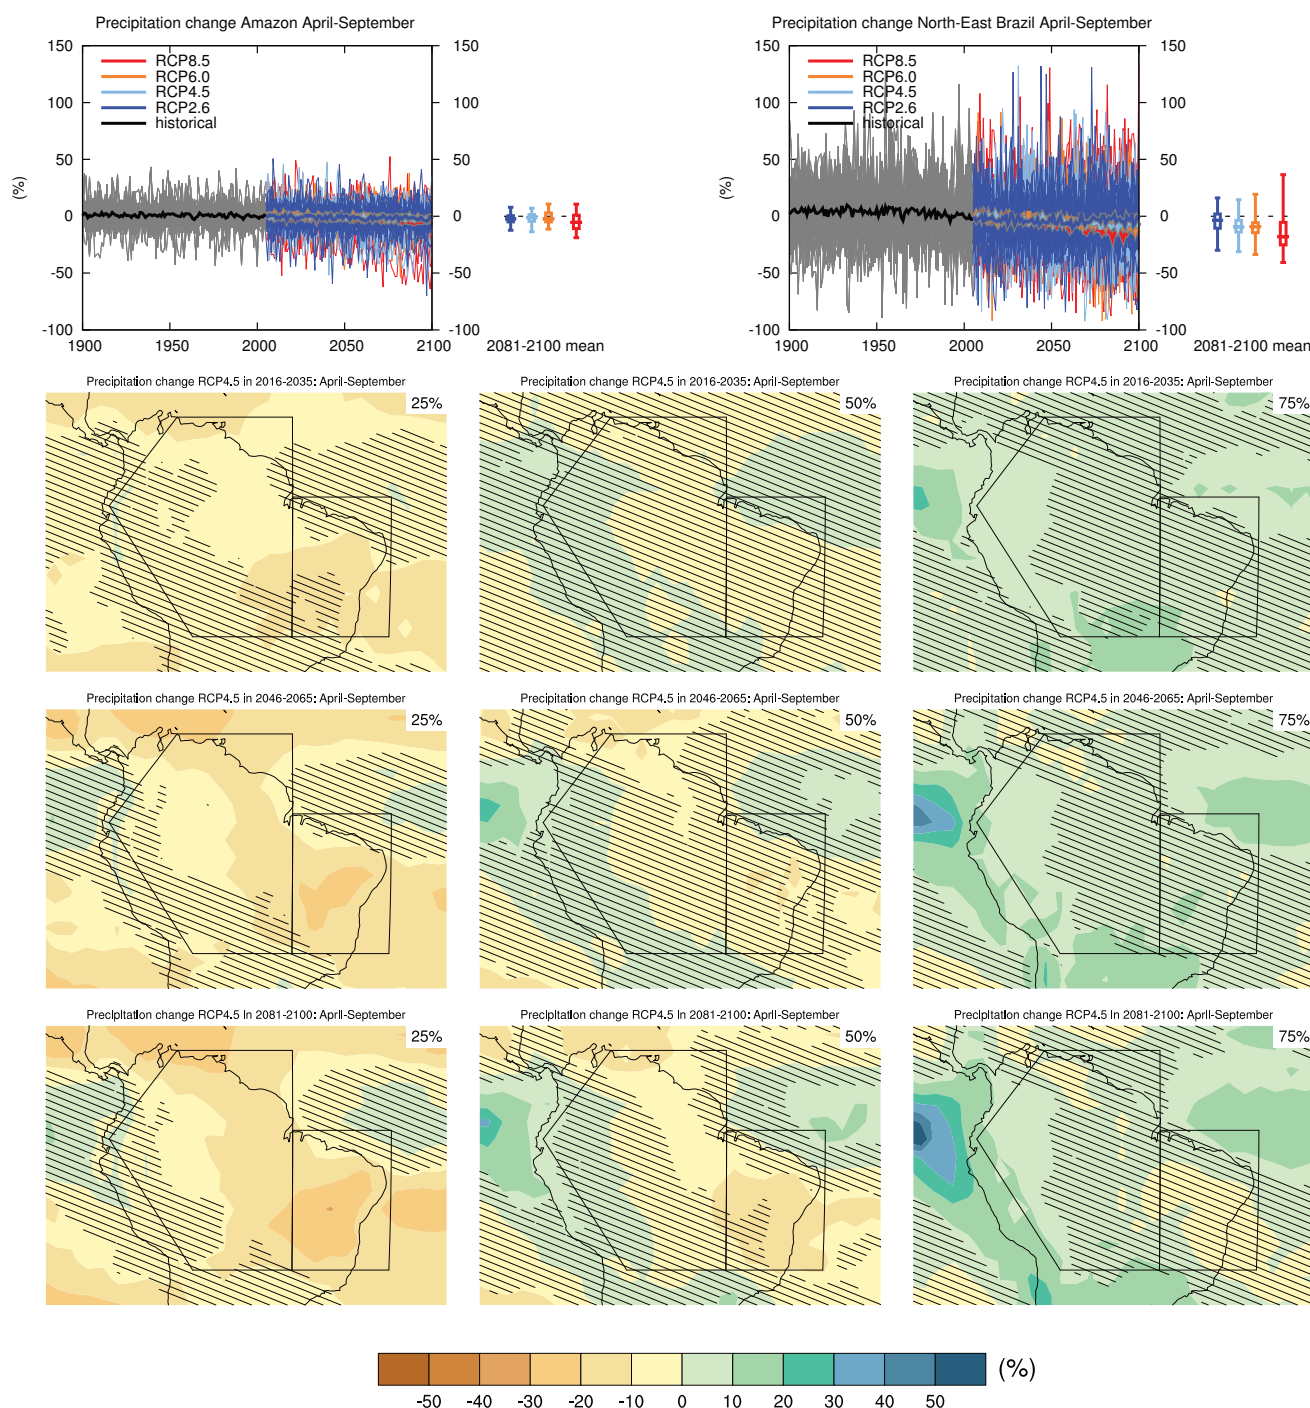 Precipitation change Amazon April-September
150
100
50
0
-50
-100
(%)
RCP8.5
RCP6.0
RCP4.5
RCP2.6
historical
150
100
50
0
-50
-100
1900 1950 2000 2050 2100
2081-2100 mean
Precipitation change North-East Brazil April-September
150
100
50
0
-50
-100
(%)
RCP8.5
RCP6.0
RCP4.5
RCP2.6
historical
150
100
50
0
-50
-100
1900 1950 2000 2050 2100
2081-2100 mean
Precipitation change RCP4.5 in 2016-2035: April-September
25%
Precipitation change RCP4.5 in 2016-2035: April-September
50%
Precipitation change RCP4.5 in 2016-2035: April-September
75%
Precipitation change RCP4.5 in 2046-2065: April-September
25%
Precipitation change RCP4.5 in 2046-2065: April-September
50%
Precipitation change RCP4.5 in 2046-2065: April-September
75%
Precipitation change RCP4.5 in 2081-2100: April-September
25%
Precipitation change RCP4.5 in 2081-2100: April-September
50%
Precipitation change RCP4.5 in 2081-2100: April-September
75%
(%)
-50 -40 -30 -20 -10 0 10 20 30 40 50